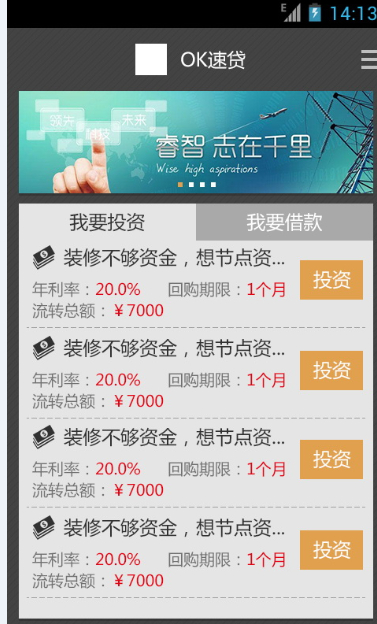 E 14:13
OK速贷
领先 未来
科技
睿智 志在千里
Wise high aspirations
我要投资 我要借款
装修不够资金，想节点资...
年利率：20.0% 回购期限：1个月
流转总额：￥7000
投资
装修不够资金，想节点资...
年利率：20.0% 回购期限：1个月
流转总额：￥7000
投资
装修不够资金，想节点资...
年利率：20.0% 回购期限：1个月
流转总额：￥7000
投资
装修不够资金，想节点资...
年利率：20.0% 回购期限：1个月
流转总额：￥7000
投资